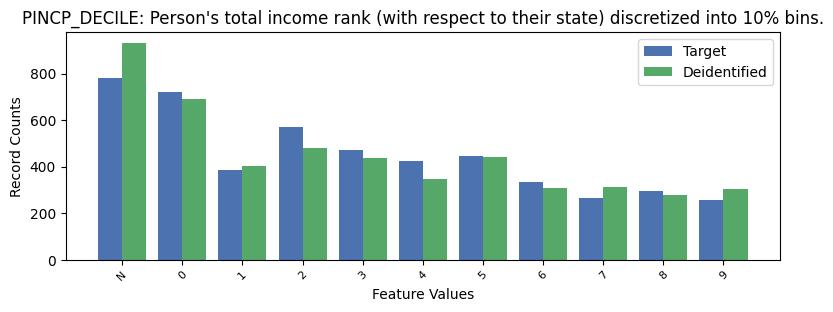 PINCP_DECILE: Person's total income rank (with respect to their state) discretized into 10% bins.
Target
Deidentified
Record Counts
800
600
400
200
0
N 0 1 2 3 4 5 6 7 8 9
Feature Values